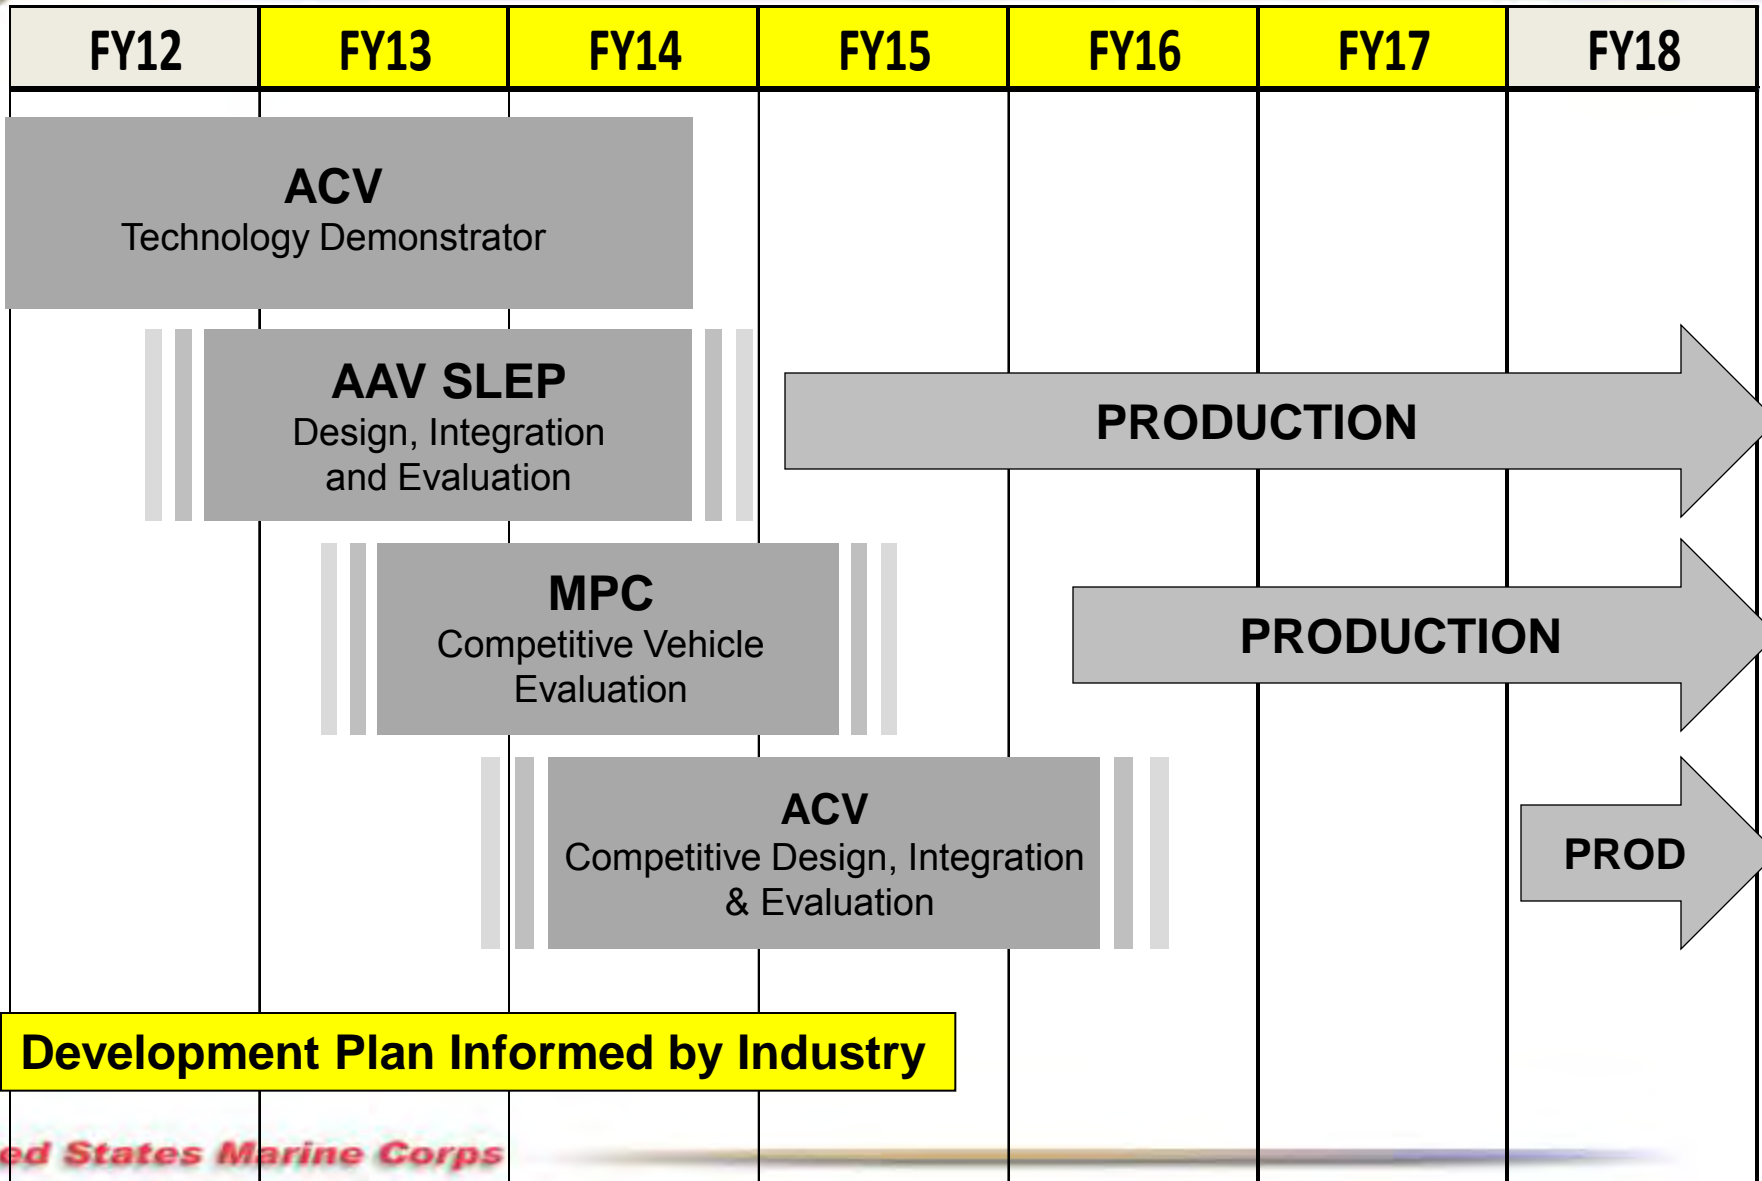 FY12 FY13 FY14 FY15 FY16 FY17 FY18
ACV
Technology Demonstrator
AAV SLEP
Design, Integration
and Evaluation
PRODUCTION
MPC
Competitive Vehicle
Evaluation
PRODUCTION
ACV
Competitive Design, Integration
& Evaluation
PROD
Development Plan Informed by Industry
ed States Marine Corps